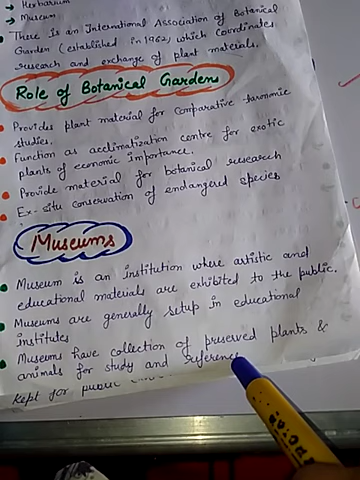 → Herbarium
→ Museum
• There is an International Association of Botanical
Garden (established in 1962) which coordinates
research and exchange of plant materials.
Role of Botanical Gardens
• Provides plant material for comparative taxonomic
studies.
• Function as acclimatization centre for exotic
plants of economic importance.
• Provide material for botanical research
• Ex-situ conservation of endangered species
Museums
• Museum is an institution where artistic and
educational materials are exhibited to the public.
• Museums are generally setup in educational
institutes
• Museums have collection of preserved plants &
animals for study and reference
Kept for public